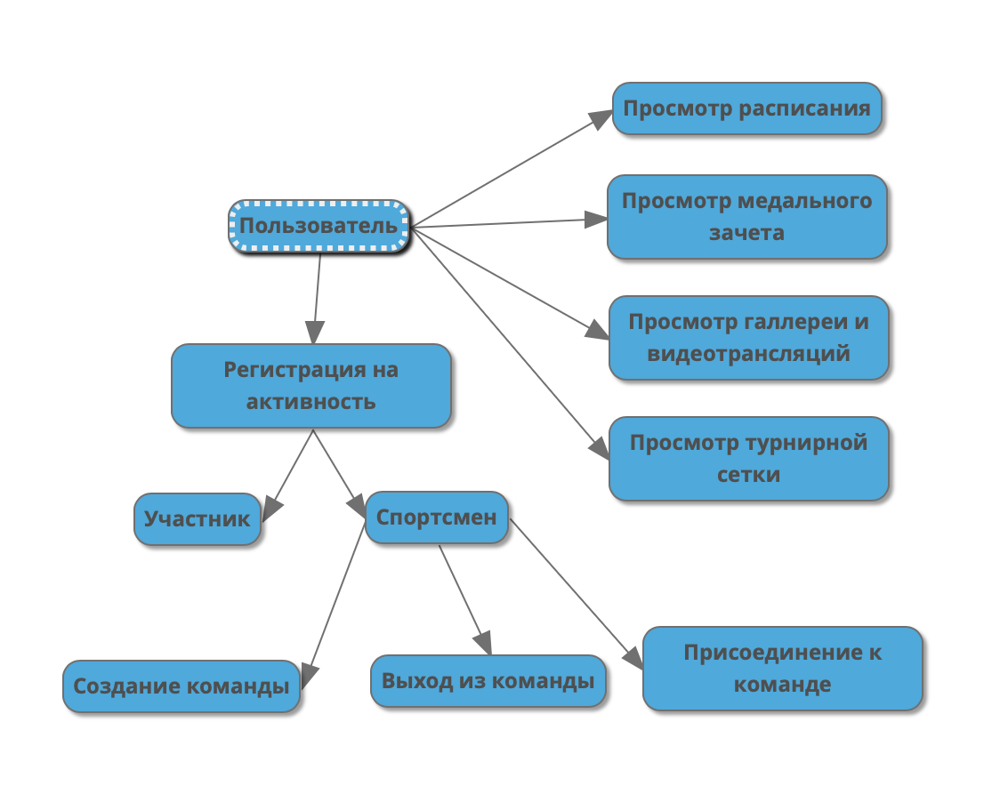 Просмотр расписания
Пользователь
Просмотр медального
зачета
Просмотр галлереи и
видеотрансляций
Регистрация на
активность
Просмотр турнирной
сетки
Участник
Спортсмен
Создание команды
Выход из команды
Присоединение к
команде